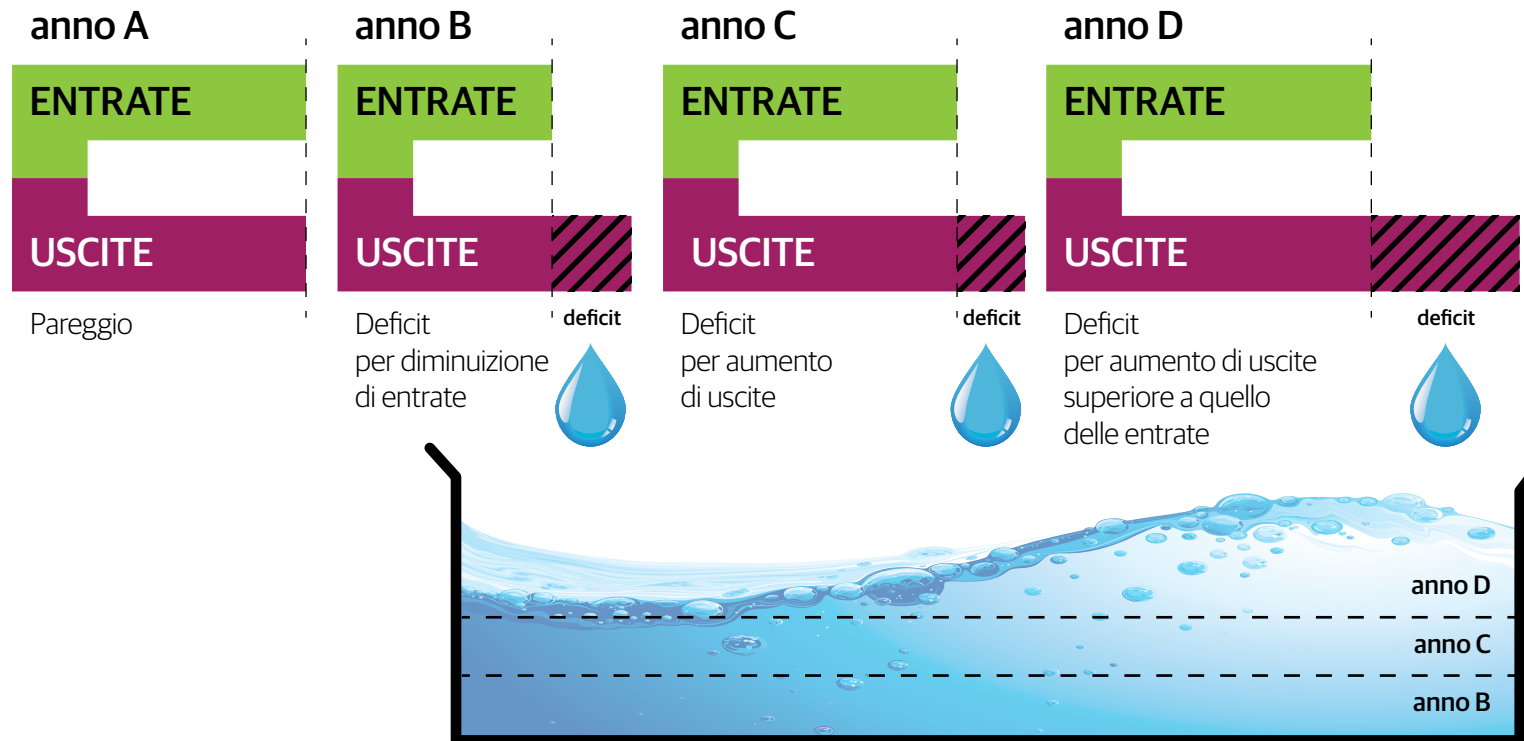 anno A
ENTRATE
USCITE
Pareggio
anno B
ENTRATE
USCITE
Deficit
per diminuizione
di entrate
deficit
anno C
ENTRATE
USCITE
Deficit
per aumento
di uscite
deficit
anno D
ENTRATE
USCITE
Deficit
per aumento di uscite
superiore a quello
delle entrate
deficit
anno D
anno C
anno B